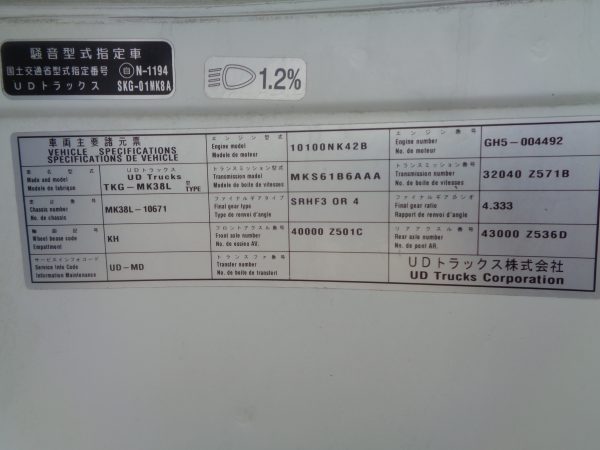 騒音型式指定車
国土交通省型式指定番号 自 N-1194
UDトラックス SKG-01MK8A
1.2%
車両主要諸元票
VEHICLE SPECIFICATIONS
SPECIFICATIONS DE VEHICLE
エンジン型式
Engine model
Modele de moteur
10100NK42B
エンジン番号
Engine number
No. de moteur
GH5-004492
車名型式
Made and model
Modele de fabrique
UDトラックス
UD Trucks
TKG-MK38L 型 TYPE
トランスミッション型式
Transmission model
Modele de boite de vitesses
MKS61B6AAA
トランスミッション番号
Transmission number
No. de boite de vitesses
32040 Z571B
車台番号
Chassis number
No. de chassis
MK38L-10671
ファイナルギアタイプ
Final gear type
Type de renvoi d'angle
SRHF3 OR 4
ファイナルギアレシオ
Final gear ratio
Rapport de renvoi d'angle
4.333
Wheel bease code
Empattment
KH
フロントアクスル番号
Front axle number
No. de essieu AV.
40000 Z501C
リアアクスル番号
Rear axle number
No. de pont AR.
43000 Z536D
サービスインフォコード
Service Info Code
Information Maintenance
UD-MD
トランスファ番号
Transfer number
No. de boite de transfert
UDトラックス株式会社
UD Trucks Corporation